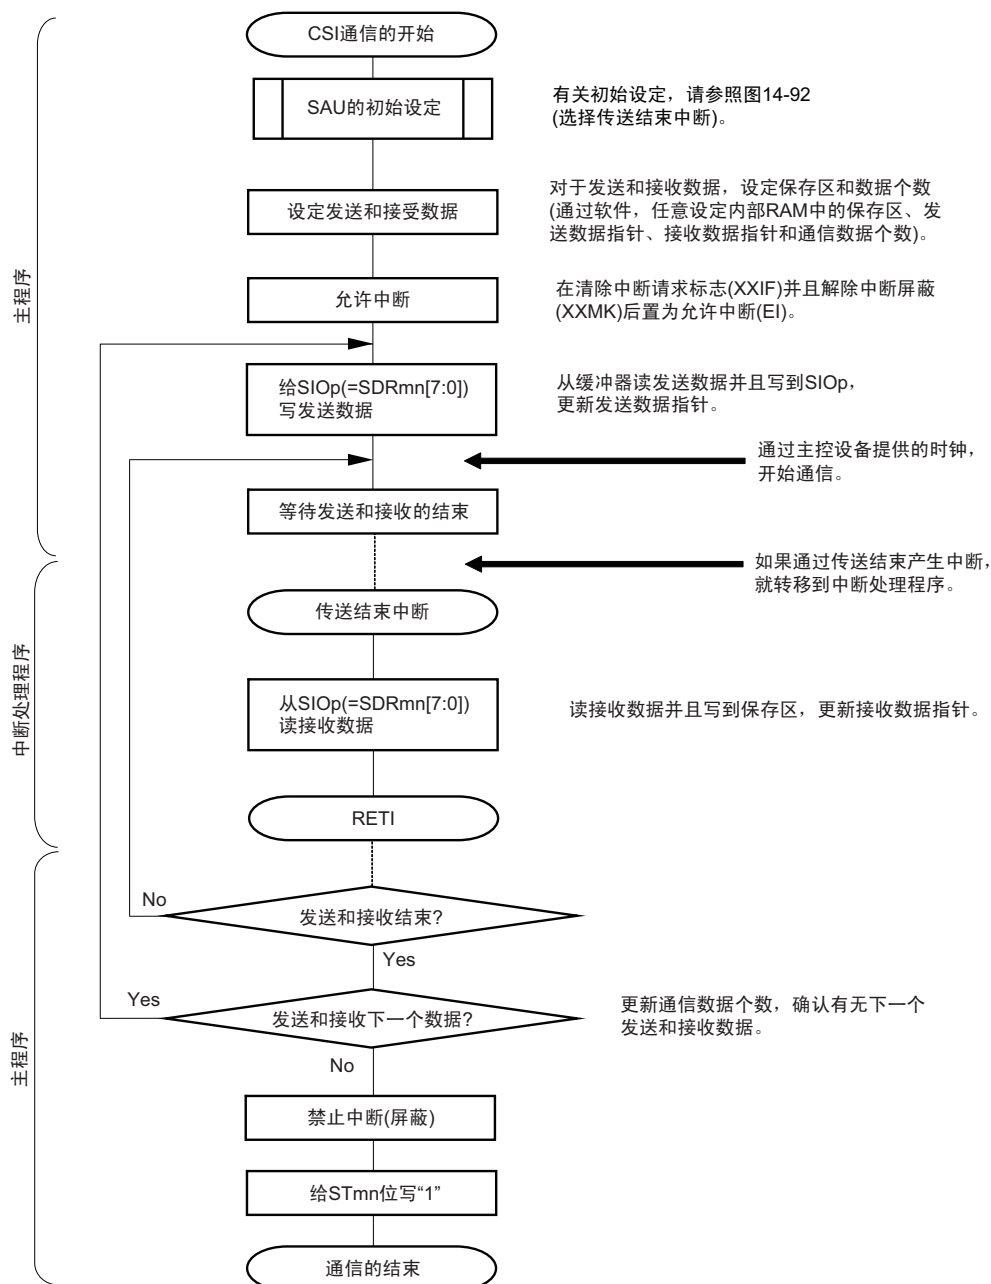 CSI通信的开始
SAU的初始设定
有关初始设定，请参照图14-92
(选择传送结束中断)。
设定发送和接受数据
对于发送和接收数据，设定保存区和数据个数
(通过软件，任意设定内部RAM中的保存区、发
送数据指针、接收数据指针和通信数据个数)。
主程序
允许中断
在清除中断请求标志(XXIF)并且解除中断屏蔽
(XXMK)后置为允许中断(EI)。
给SIOp(=SDRmn[7:0])
写发送数据
从缓冲器读发送数据并且写到SIOp，
更新发送数据指针。
通过主控设备提供的时钟，
开始通信。
等待发送和接收的结束
如果通过传送结束产生中断，
就转移到中断处理程序。
传送结束中断
中断处理程序
从SIOp(=SDRmn[7:0])
读接收数据
读接收数据并且写到保存区，更新接收数据指针。
RETI
No
发送和接收结束?
Yes
Yes
发送和接收下一个数据?
更新通信数据个数，确认有无下一个
发送和接收数据。
No
主程序
禁止中断(屏蔽)
给STmn位写“1”
通信的结束